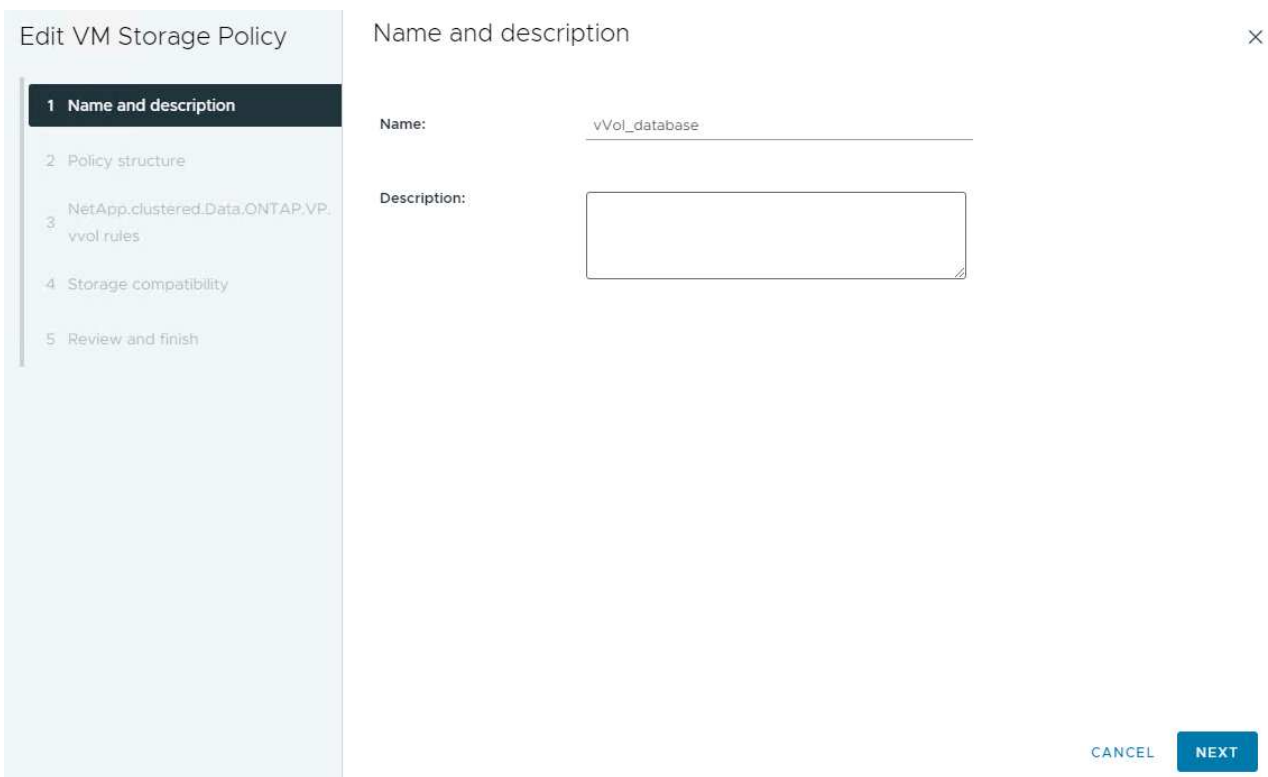 Edit VM Storage Policy
1 Name and description
2 Policy structure
3 NetApp.clustered.Data.ONTAP.VP.
vvol rules
4 Storage compatibility
5 Review and finish
Name and description
Name: vVol_database
Description:
CANCEL NEXT